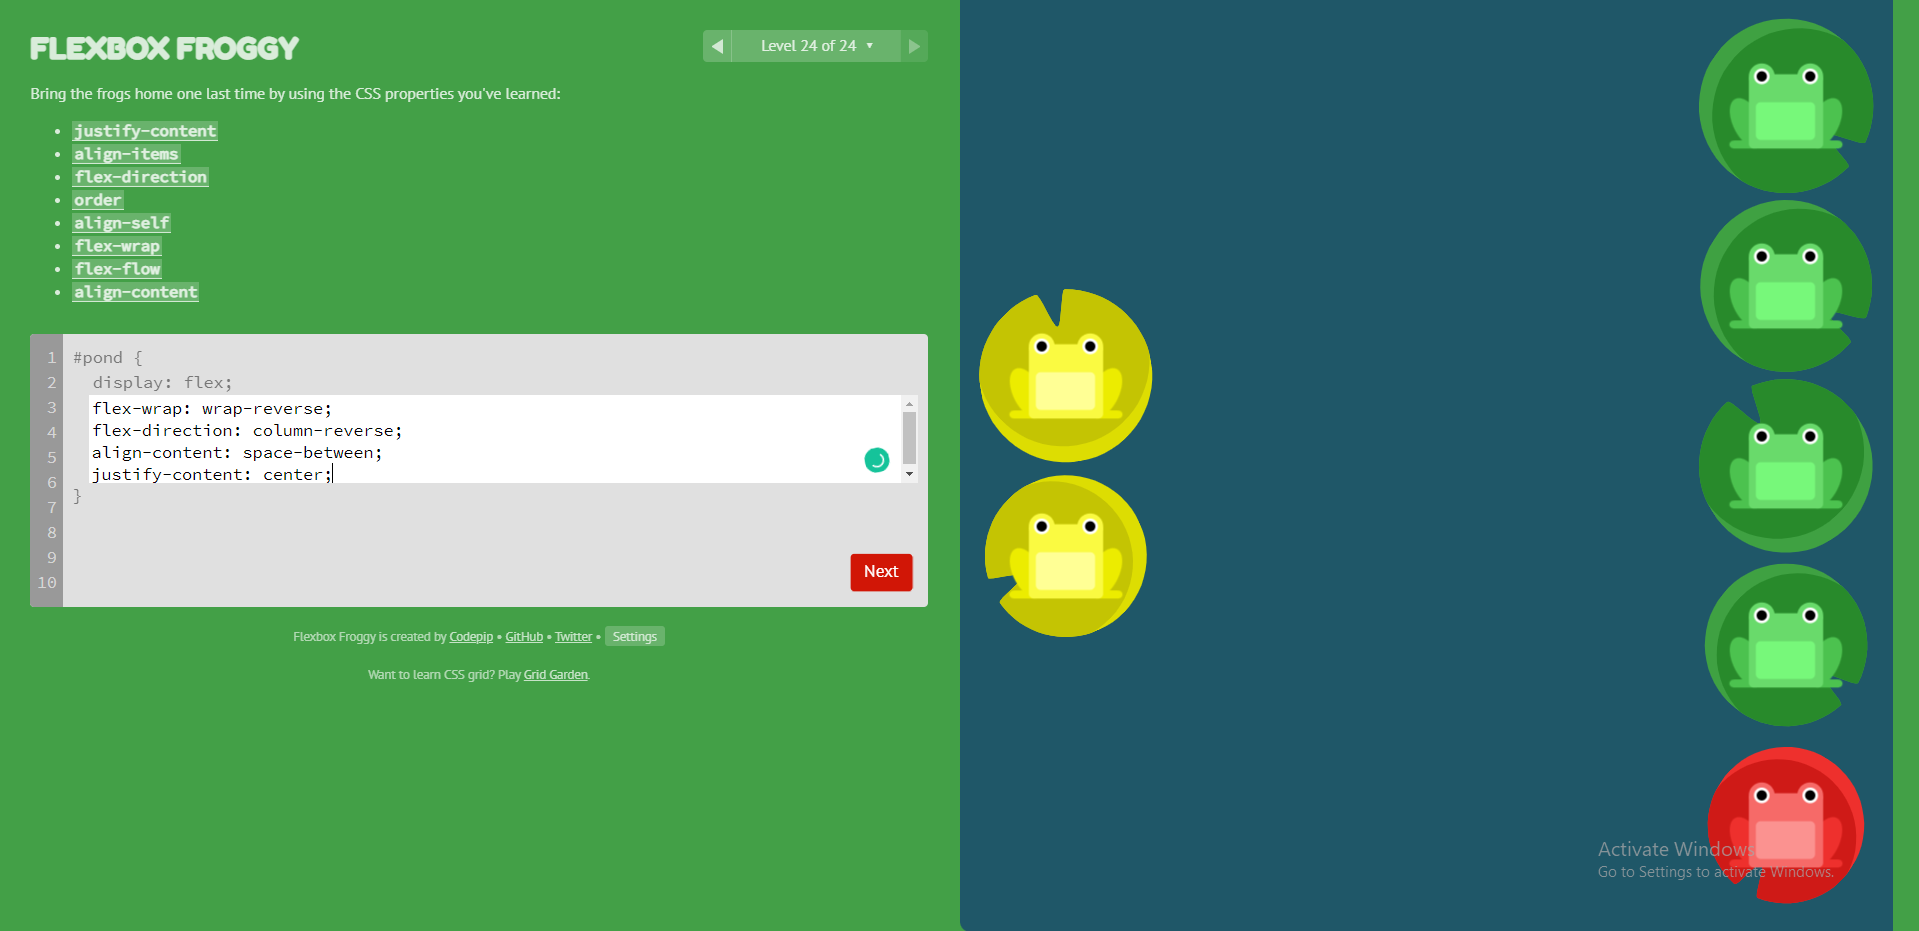 FLEXBOX FROGGY
◀ Level 24 of 24 ▼ ▶
Bring the frogs home one last time by using the CSS properties you've learned:
• justify-content
• align-items
• flex-direction
• order
• align-self
• flex-wrap
• flex-flow
• align-content
1 #pond {
2 display: flex;
3 flex-wrap: wrap-reverse;
4 flex-direction: column-reverse;
5 align-content: space-between;
6 justify-content: center;
7 }
8
9
10
Next
Flexbox Froggy is created by Codepip • GitHub • Twitter • Settings
Want to learn CSS grid? Play Grid Garden.
Activate Windows
Go to Settings to activate Windows.